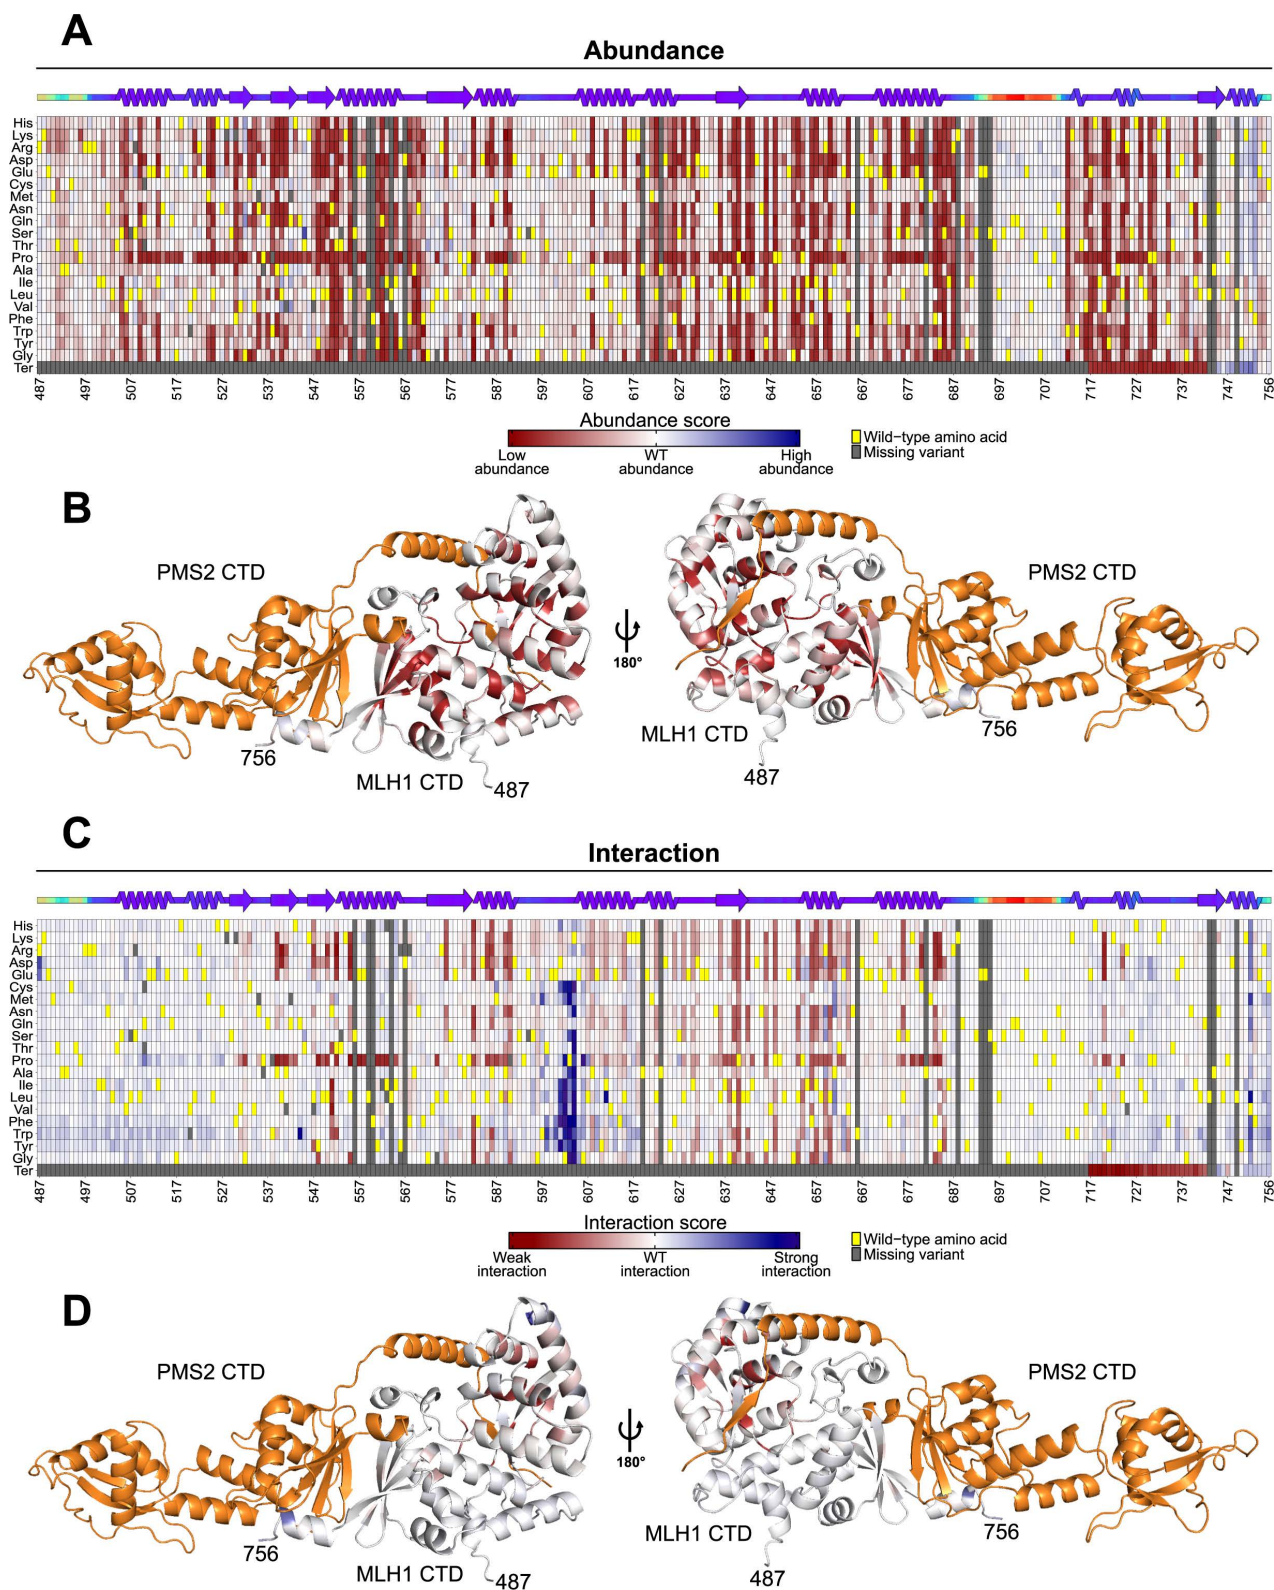 A
Abundance
His
Lys
Arg
Asp
Glu
Cys
Met
Asn
Gln
Ser
Thr
Pro
Ala
Ile
Leu
Val
Phe
Trp
Tyr
Gly
Ter
487 497 507 517 527 537 547 557 567 577 587 597 607 617 627 637 647 657 667 677 687 697 707 717 727 737 747 756
Abundance score
Low abundance
WT abundance
High abundance
Wild-type amino acid
Missing variant
B
PMS2 CTD
756
MLH1 CTD
487
180°
PMS2 CTD
MLH1 CTD
756
487
C
Interaction
His
Lys
Arg
Asp
Glu
Cys
Met
Asn
Gln
Ser
Thr
Pro
Ala
Ile
Leu
Val
Phe
Trp
Tyr
Gly
Ter
487 497 507 517 527 537 547 557 567 577 587 597 607 617 627 637 647 657 667 677 687 697 707 717 727 737 747 756
Interaction score
Weak interaction
WT interaction
Strong interaction
Wild-type amino acid
Missing variant
D
PMS2 CTD
756
MLH1 CTD
487
180°
PMS2 CTD
MLH1 CTD
756
487